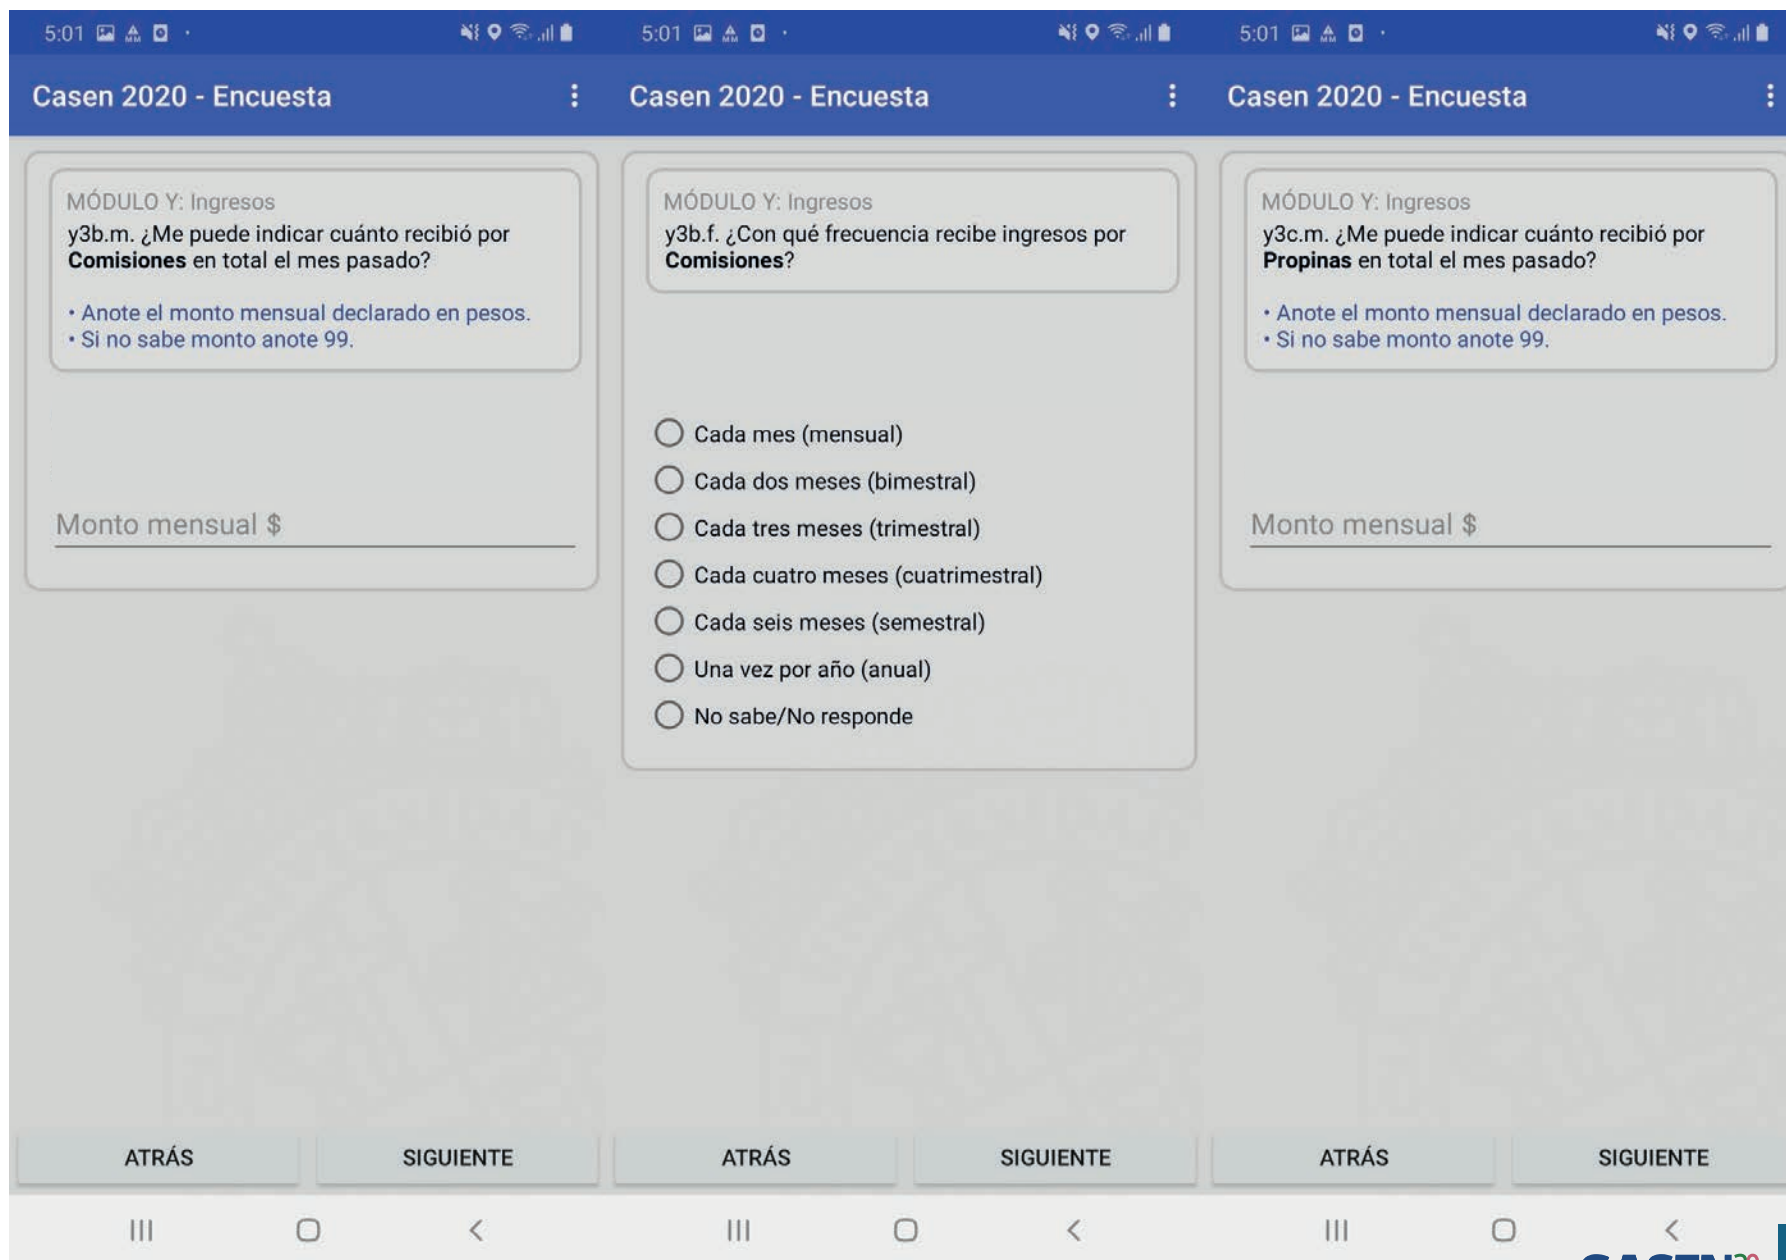 5:01
Casen 2020 - Encuesta
MÓDULO Y: Ingresos
y3b.m. ¿Me puede indicar cuánto recibió por
Comisiones en total el mes pasado?
• Anote el monto mensual declarado en pesos.
• Si no sabe monto anote 99.
Monto mensual $
ATRÁS
SIGUIENTE
5:01
Casen 2020 - Encuesta
MÓDULO Y: Ingresos
y3b.f. ¿Con qué frecuencia recibe ingresos por
Comisiones?
Cada mes (mensual)
Cada dos meses (bimestral)
Cada tres meses (trimestral)
Cada cuatro meses (cuatrimestral)
Cada seis meses (semestral)
Una vez por año (anual)
No sabe/No responde
ATRÁS
SIGUIENTE
5:01
Casen 2020 - Encuesta
MÓDULO Y: Ingresos
y3c.m. ¿Me puede indicar cuánto recibió por
Propinas en total el mes pasado?
• Anote el monto mensual declarado en pesos.
• Si no sabe monto anote 99.
Monto mensual $
ATRÁS
SIGUIENTE